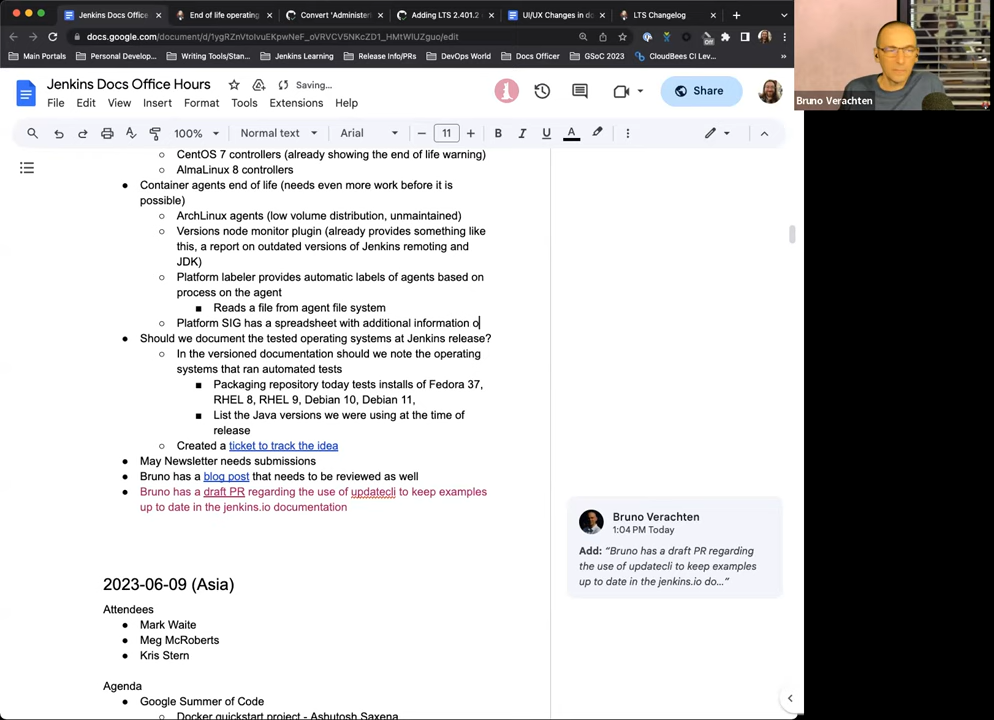 Jenkins Docs Office
End of life operating
Convert 'Administer
Adding LTS 2.401.2
UI/UX Changes in do
LTS Changelog
docs.google.com/document/d/1ygRZnVtoIvuEKpwNeF_oVRVCV5NKcZD1_HMtWIUZguo/edit
Main Portals
Personal Develop...
Writing Tools/Stan...
Jenkins Learning
Release Info/PRs
DevOps World
Docs Officer
GSoC 2023
CloudBees CI Lev...
Bruno Verachten
Jenkins Docs Office Hours
Saving...
File Edit View Insert Format Tools Extensions Help
Share
100% Normal text Arial 11 B I U A
CentOS 7 controllers (already showing the end of life warning)
AlmaLinux 8 controllers
Container agents end of life (needs even more work before it is
possible)
ArchLinux agents (low volume distribution, unmaintained)
Versions node monitor plugin (already provides something like
this, a report on outdated versions of Jenkins remoting and
JDK)
Platform labeler provides automatic labels of agents based on
process on the agent
Reads a file from agent file system
Platform SIG has a spreadsheet with additional information o
Should we document the tested operating systems at Jenkins release?
In the versioned documentation should we note the operating
systems that ran automated tests
Packaging repository today tests installs of Fedora 37,
RHEL 8, RHEL 9, Debian 10, Debian 11,
List the Java versions we were using at the time of
release
Created a ticket to track the idea
May Newsletter needs submissions
Bruno has a blog post that needs to be reviewed as well
Bruno has a draft PR regarding the use of updatecli to keep examples
up to date in the jenkins.io documentation
Bruno Verachten
1:04 PM Today
Add: “Bruno has a draft PR regarding
the use of updatecli to keep examples
up to date in the jenkins.io do...”
2023-06-09 (Asia)
Attendees
Mark Waite
Meg McRoberts
Kris Stern
Agenda
Google Summer of Code
Docker quickstart project - Ashutosh Saxena